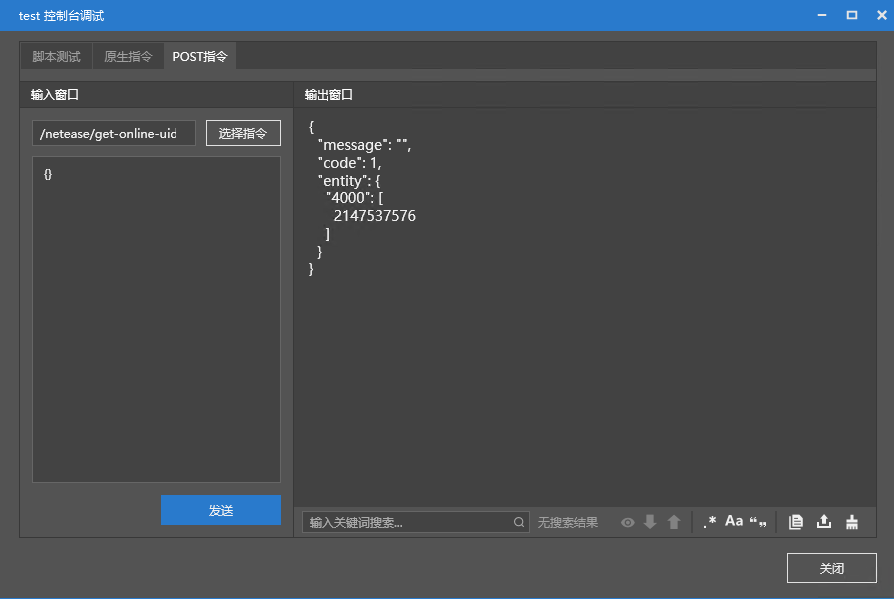 test 控制台调试
脚本测试 原生指令 POST指令
输入窗口
输出窗口
/netease/get-online-uid 选择指令
{}
{
"message": "",
"code": 1,
"entity": {
"4000": [
2147537576
]
}
}
发送
输入关键词搜索... 无搜索结果 .* Aa “„
关闭